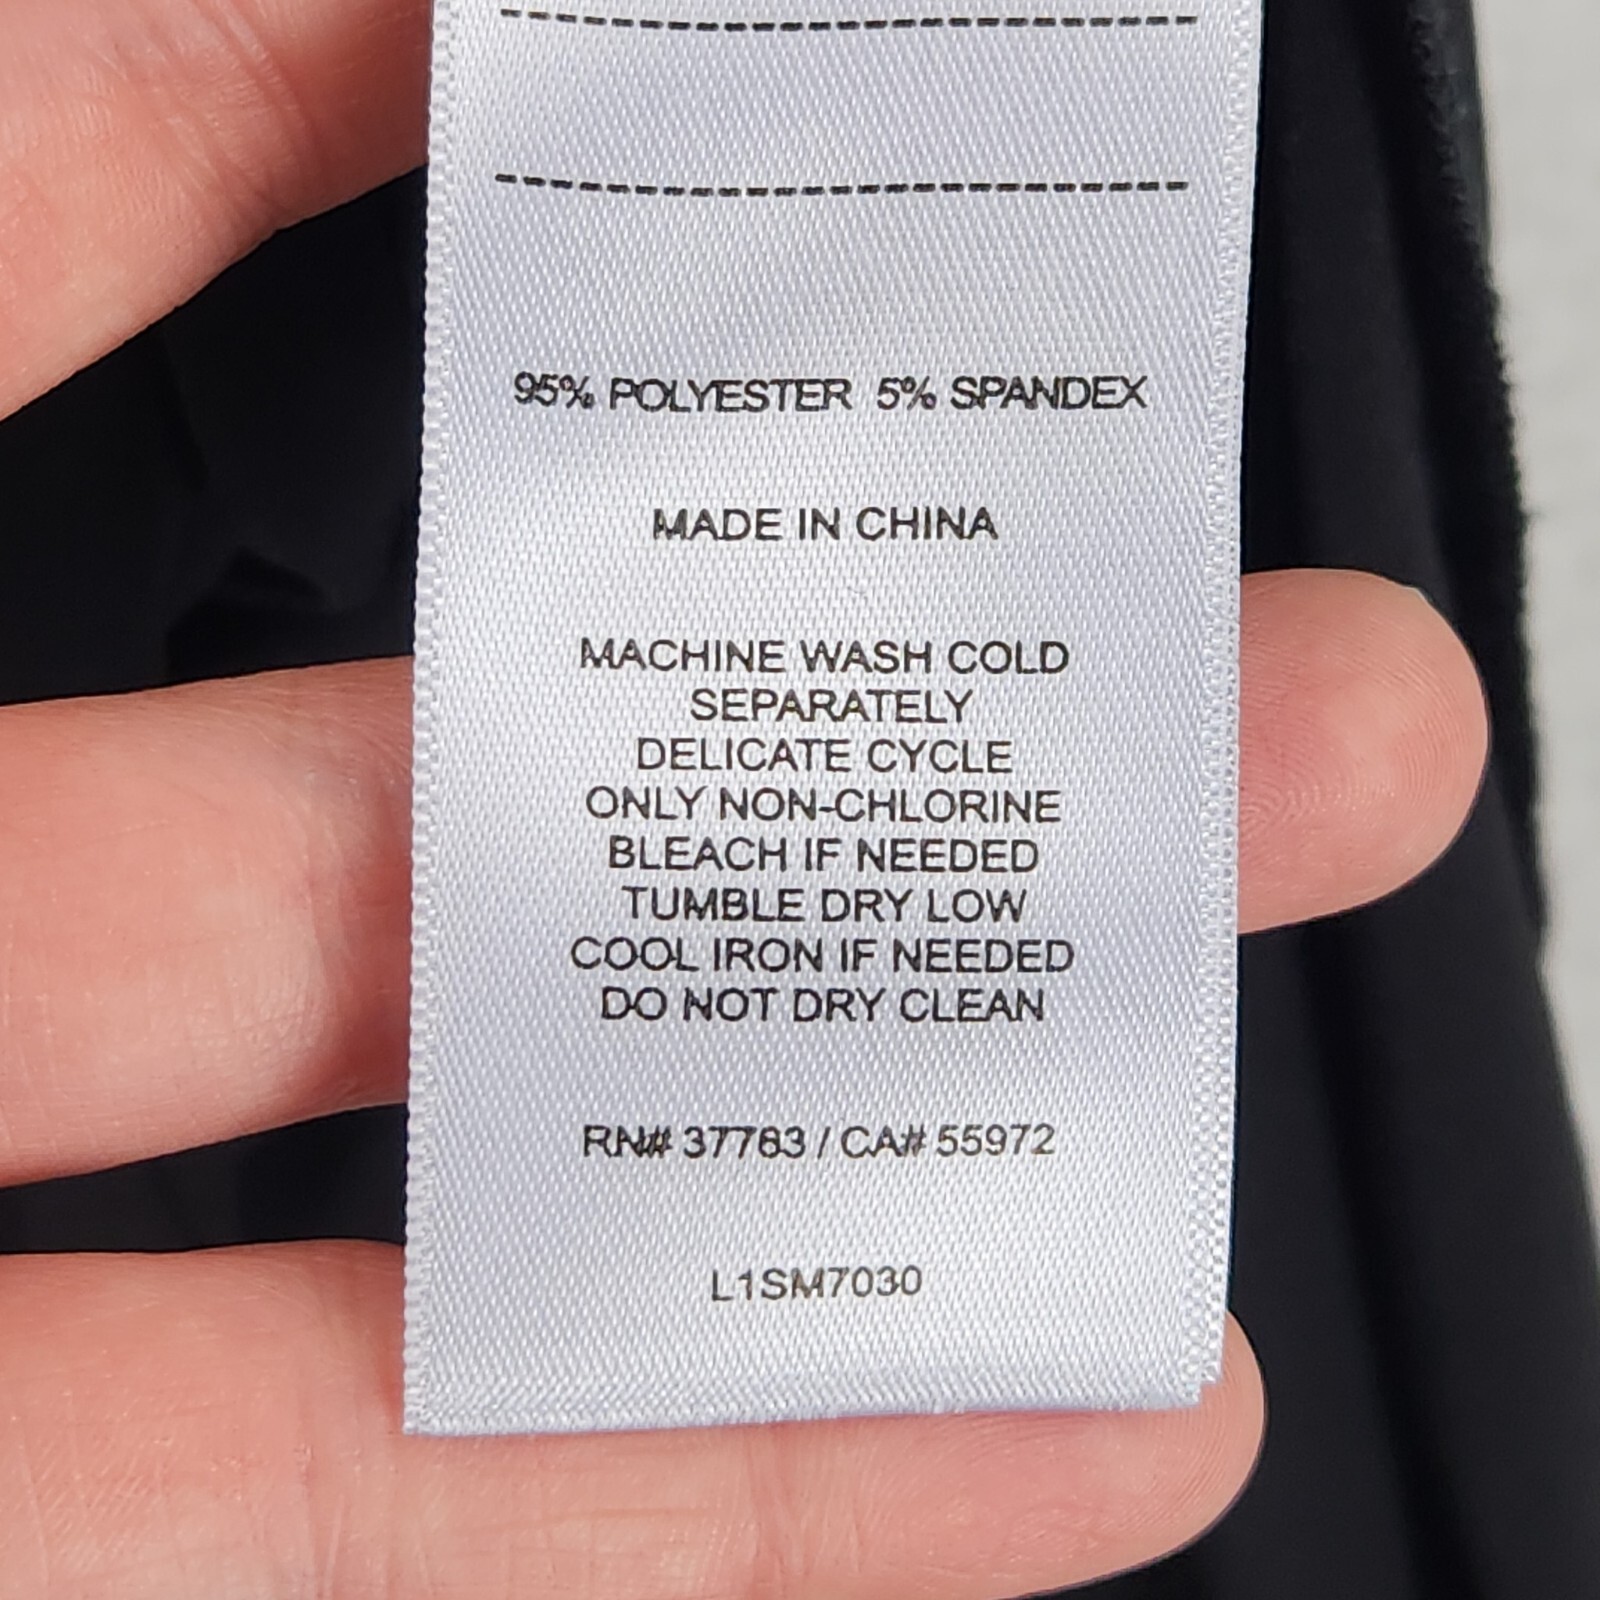 95% POLYESTER 5% SPANDEX
MADE IN CHINA
MACHINE WASH COLD
SEPARATELY
DELICATE CYCLE
ONLY NON-CHLORINE
BLEACH IF NEEDED
TUMBLE DRY LOW
COOL IRON IF NEEDED
DO NOT DRY CLEAN
RN# 37763 / CA# 55972
L1SM7030